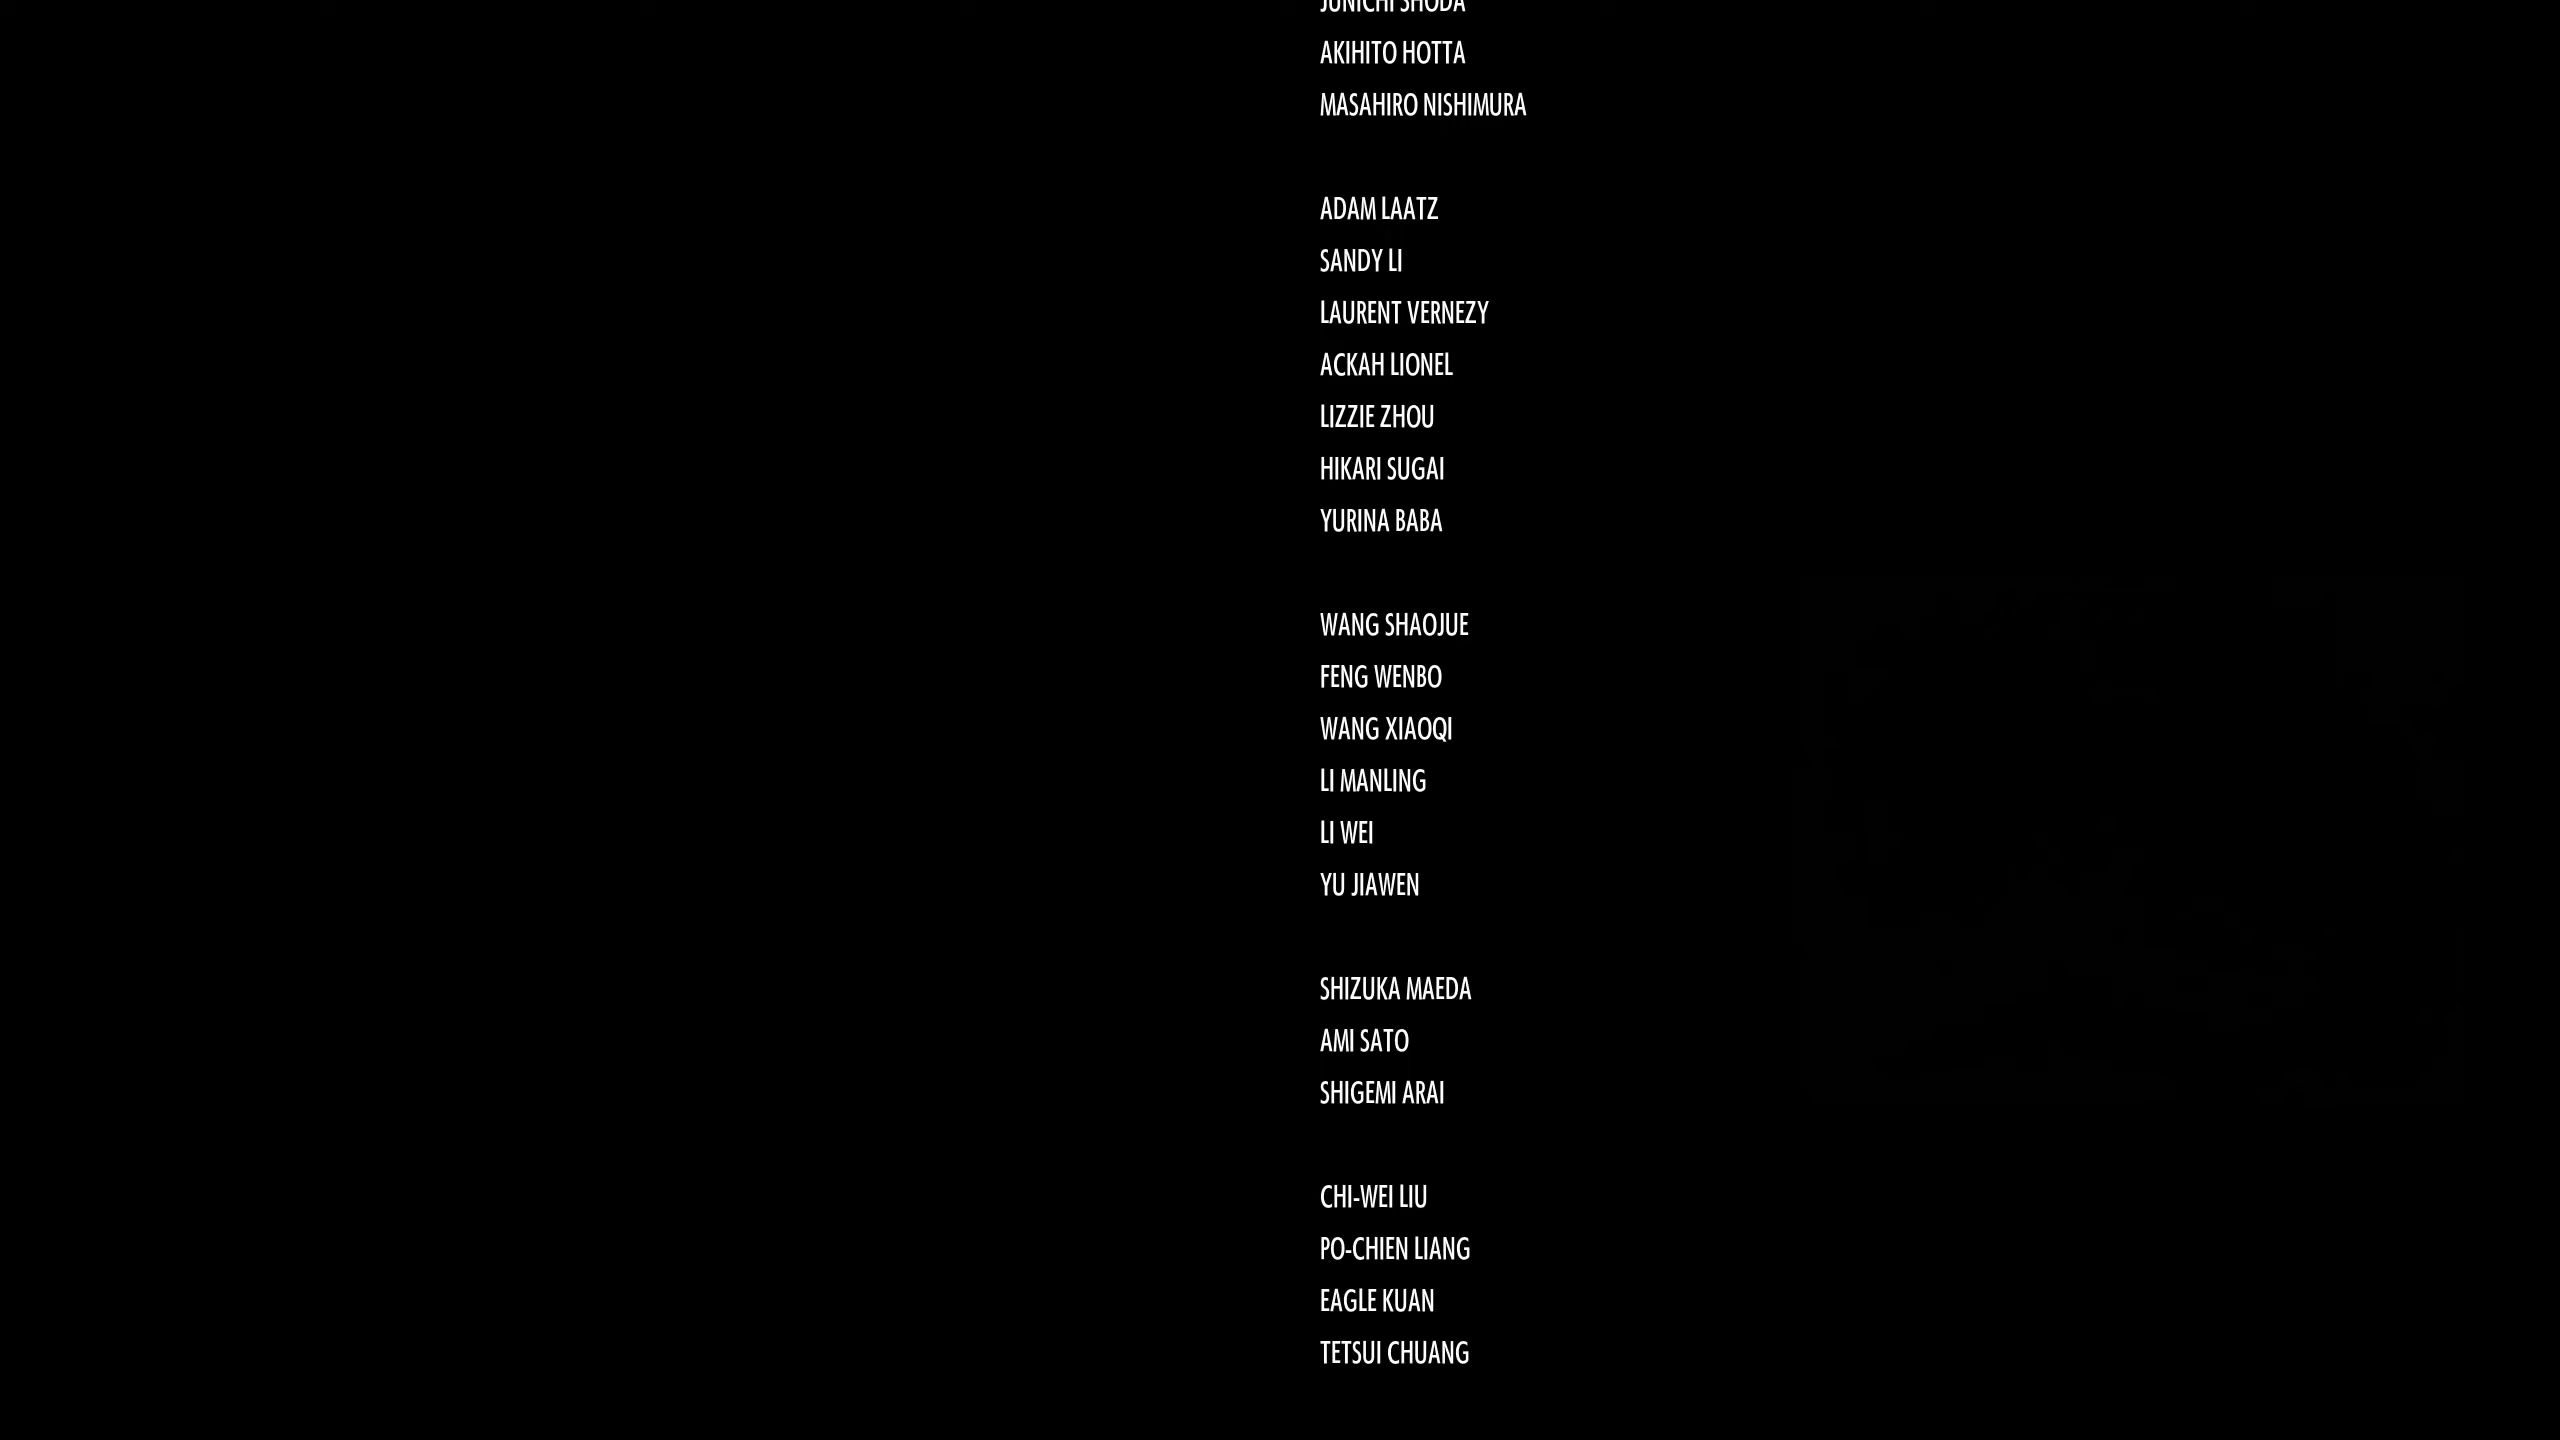 JUNICHI SHODA
AKIHITO HOTTA
MASAHIRO NISHIMURA
ADAM LAATZ
SANDY LI
LAURENT VERNEZY
ACKAH LIONEL
LIZZIE ZHOU
HIKARI SUGAI
YURINA BABA
WANG SHAOJUE
FENG WENBO
WANG XIAOQI
LI MANLING
LI WEI
YU JIAWEN
SHIZUKA MAEDA
AMI SATO
SHIGEMI ARAI
CHI-WEI LIU
PO-CHIEN LIANG
EAGLE KUAN
TETSUI CHUANG